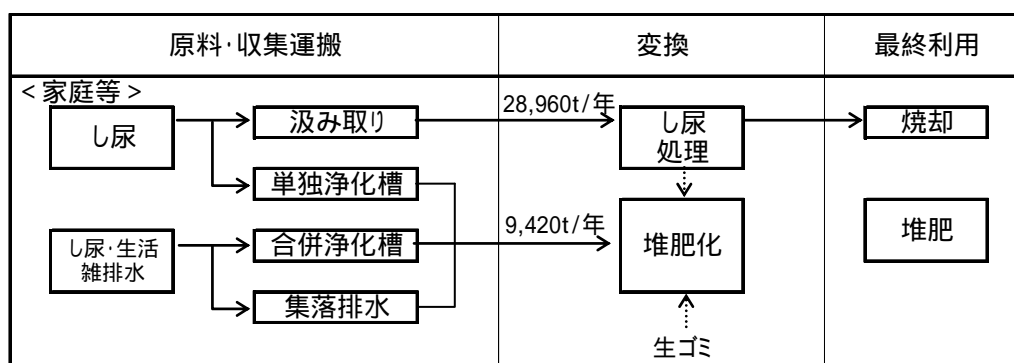 原料･収集運搬
変換
最終利用
<家庭等>
し尿
汲み取り
28,960t/年
し尿
処理
焼却
単独浄化槽
し尿･生活
雑排水
合併浄化槽
9,420t/年
堆肥化
堆肥
集落排水
生ゴミ